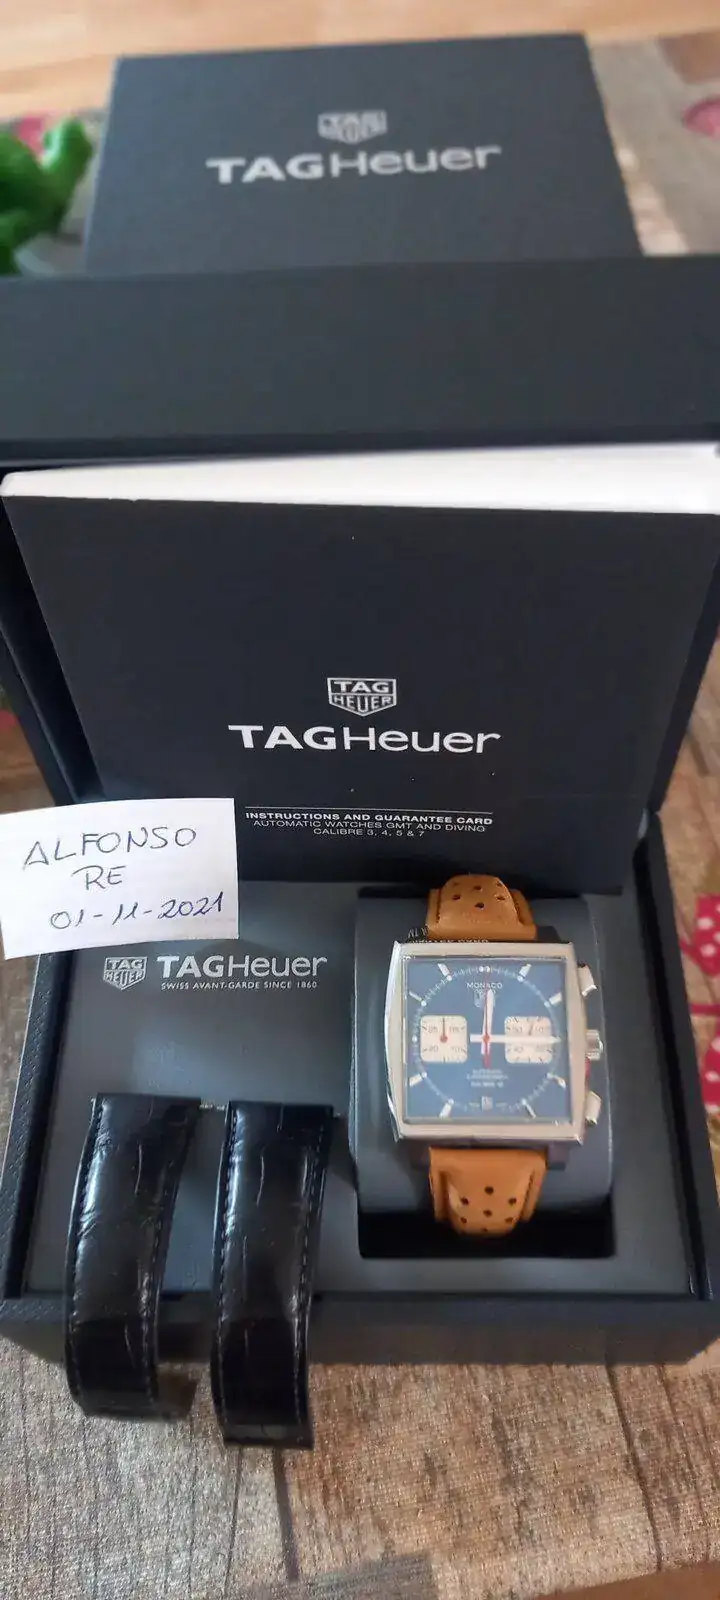 TAG
HEUER
TAGHeuer
TAG
HEUER
TAGHeuer
INSTRUCTIONS AND GUARANTEE CARD
AUTOMATIC WATCHES GMT AND DIVING
CALIBRE 3, 4, 5 & 7
ALFONSO
RE
01-11-2021
TAG
HEUER
TAGHeuer
SWISS AVANT-GARDE SINCE 1860
MONACO